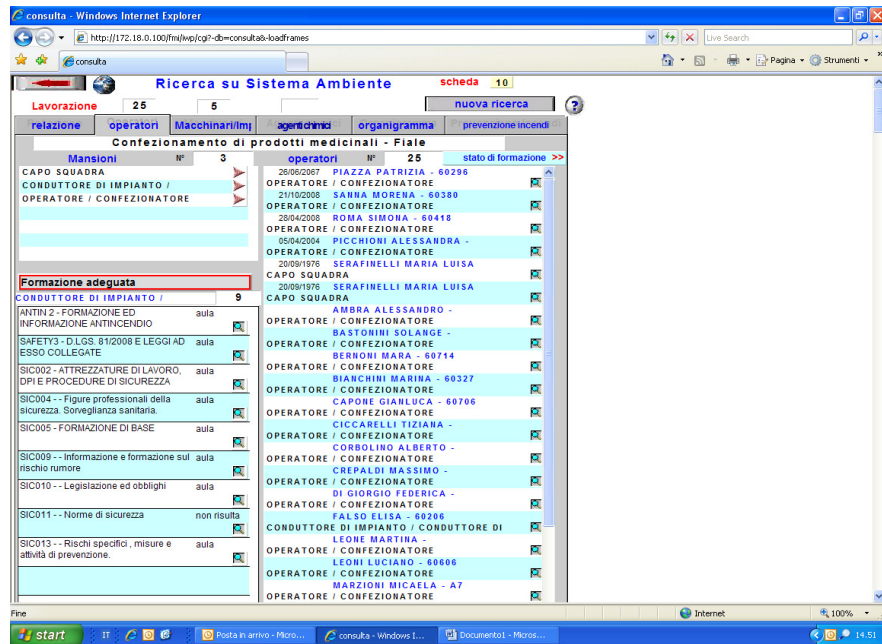 consulta - Windows Internet Explorer
http://172.18.0.100/fmi/iwp/cgi?-db=consulta&-loadframes
Live Search
consulta
Pagina
Strumenti
Ricerca su Sistema Ambiente
scheda 10
Lavorazione 25 5
nuova ricerca
relazione operatori Macchinari/Imp agenti chimici organigramma prevenzione incendi
Confezionamento di prodotti medicinali - Fiale
Mansioni N° 3 operatori N° 25 stato di formazione >>
CAPO SQUADRA
CONDUTTORE DI IMPIANTO /
OPERATORE / CONFEZIONATORE
Formazione adeguata
CONDUTTORE DI IMPIANTO / 9
ANTIN 2 - FORMAZIONE ED aula
INFORMAZIONE ANTINCENDIO
SAFETY3 - D.LGS. 81/2008 E LEGGI AD aula
ESSO COLLEGATE
SIC002 - ATTREZZATURE DI LAVORO, aula
DPI E PROCEDURE DI SICUREZZA
SIC004 - - Figure professionali della aula
sicurezza. Sorveglianza sanitaria.
SIC005 - FORMAZIONE DI BASE aula
SIC009 - - Informazione e formazione sul aula
rischio rumore
SIC010 - - Legislazione ed obblighi aula
SIC011 - - Norme di sicurezza non risulta
SIC013 - - Rischi specifici , misure e aula
attività di prevenzione.
26/06/2067 PIAZZA PATRIZIA - 60296
OPERATORE / CONFEZIONATORE
21/10/2008 SANNA MORENA - 60380
OPERATORE / CONFEZIONATORE
28/04/2008 ROMA SIMONA - 60418
OPERATORE / CONFEZIONATORE
05/04/2004 PICCHIONI ALESSANDRA -
OPERATORE / CONFEZIONATORE
20/09/1976 SERAFINELLI MARIA LUISA
CAPO SQUADRA
20/09/1976 SERAFINELLI MARIA LUISA
CAPO SQUADRA
AMBRA ALESSANDRO -
OPERATORE / CONFEZIONATORE
BASTONINI SOLANGE -
OPERATORE / CONFEZIONATORE
BERNONI MARA - 60714
OPERATORE / CONFEZIONATORE
BIANCHINI MARINA - 60327
OPERATORE / CONFEZIONATORE
CAPONE GIANLUCA - 60706
OPERATORE / CONFEZIONATORE
CICCARELLI TIZIANA -
OPERATORE / CONFEZIONATORE
CORBOLINO ALBERTO -
OPERATORE / CONFEZIONATORE
CREPALDI MASSIMO -
OPERATORE / CONFEZIONATORE
DI GIORGIO FEDERICA -
OPERATORE / CONFEZIONATORE
FALSO ELISA - 60206
CONDUTTORE DI IMPIANTO / CONDUTTORE DI
LEONE MARTINA -
OPERATORE / CONFEZIONATORE
LEONI LUCIANO - 60606
OPERATORE / CONFEZIONATORE
MARZIONI MICAELA - A7
OPERATORE / CONFEZIONATORE
Fine Internet 100%
start IT Posta in arrivo - Micro... consulta - Windows I... Documento1 - Micros... 14.51